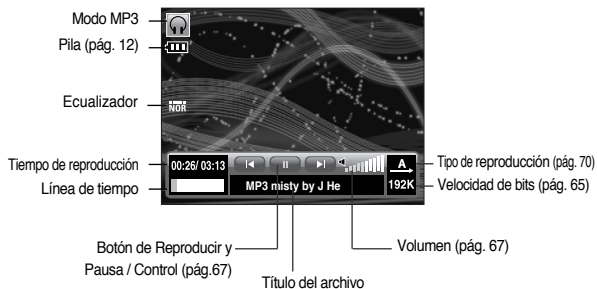 Modo MP3
Pila (pág. 12)
Ecualizador
NOR
Tiempo de reproducción
00:26/ 03:13
A
Tipo de reproducción (pág. 70)
Línea de tiempo
MP3 misty by J He
192K
Velocidad de bits (pág. 65)
Botón de Reproducir y
Pausa / Control (pág.67)
Título del archivo
Volumen (pág. 67)